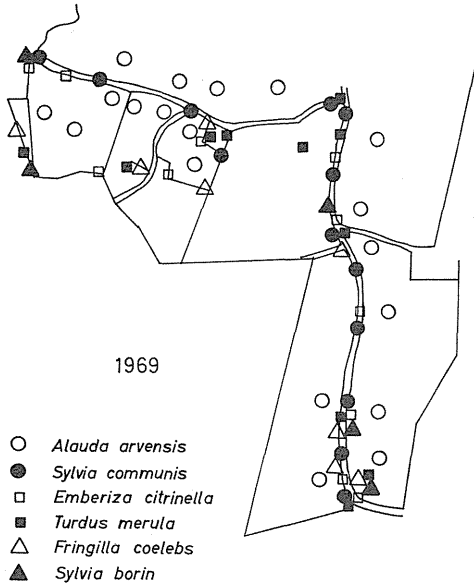 1969
Alauda arvensis
Sylvia communis
Emberiza citrinella
Turdus merula
Fringilla coelebs
Sylvia borin